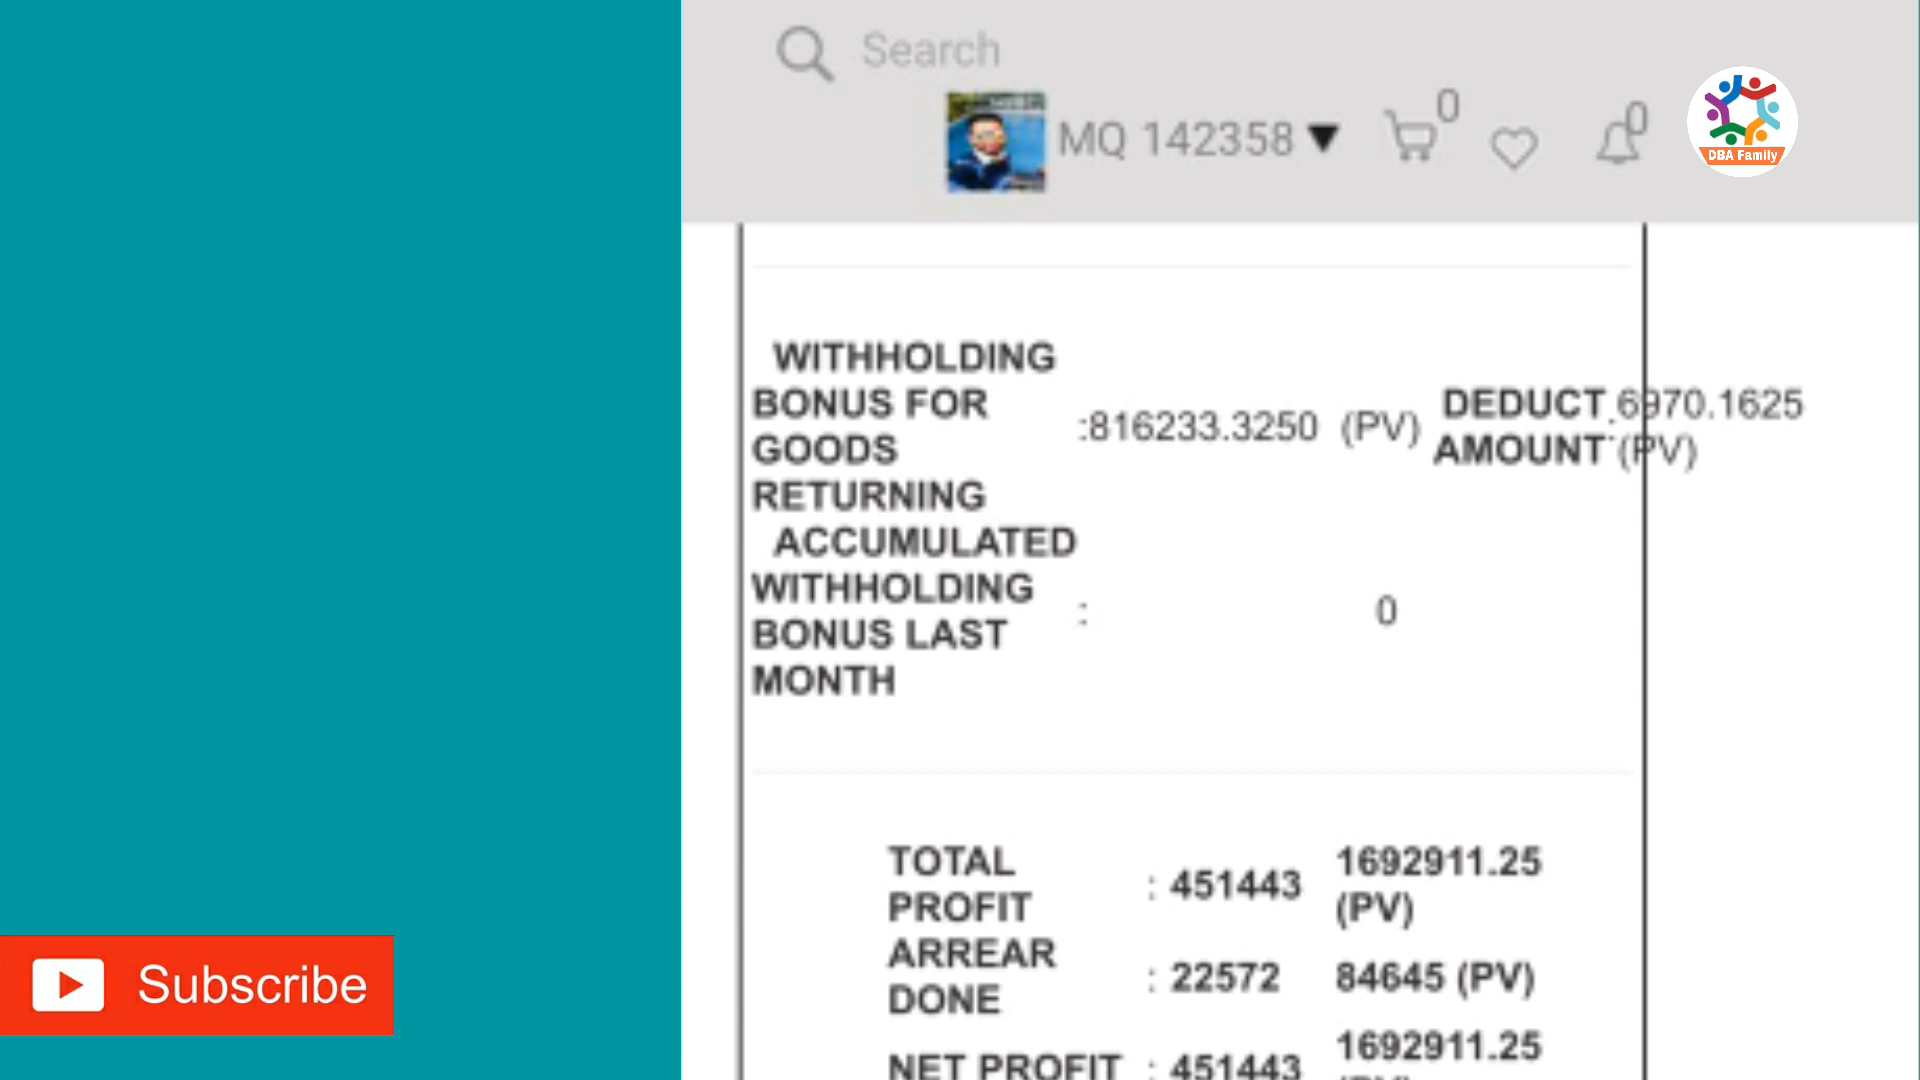 Search
0
MQ 142358 ▼
0
DBA Family
WITHHOLDING
BONUS FOR
GOODS
RETURNING
:816233.3250 (PV)
DEDUCT
AMOUNT
:6970.1625
(PV)
ACCUMULATED
WITHHOLDING
BONUS LAST
MONTH
: 0
TOTAL
PROFIT
: 451443
1692911.25
(PV)
ARREAR
DONE
: 22572
84645 (PV)
NET PROFIT
: 451443
1692911.25
(PV)
Subscribe